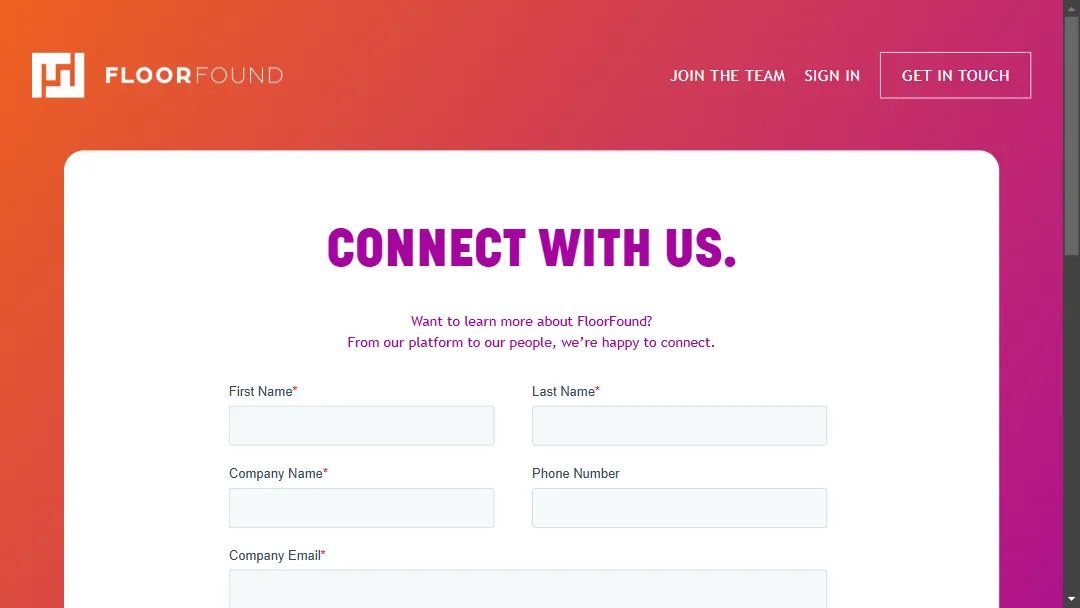 FLOORFOUND
JOIN THE TEAM
SIGN IN
GET IN TOUCH
CONNECT WITH US.
Want to learn more about FloorFound?
From our platform to our people, we’re happy to connect.
First Name*
Last Name*
Company Name*
Phone Number
Company Email*